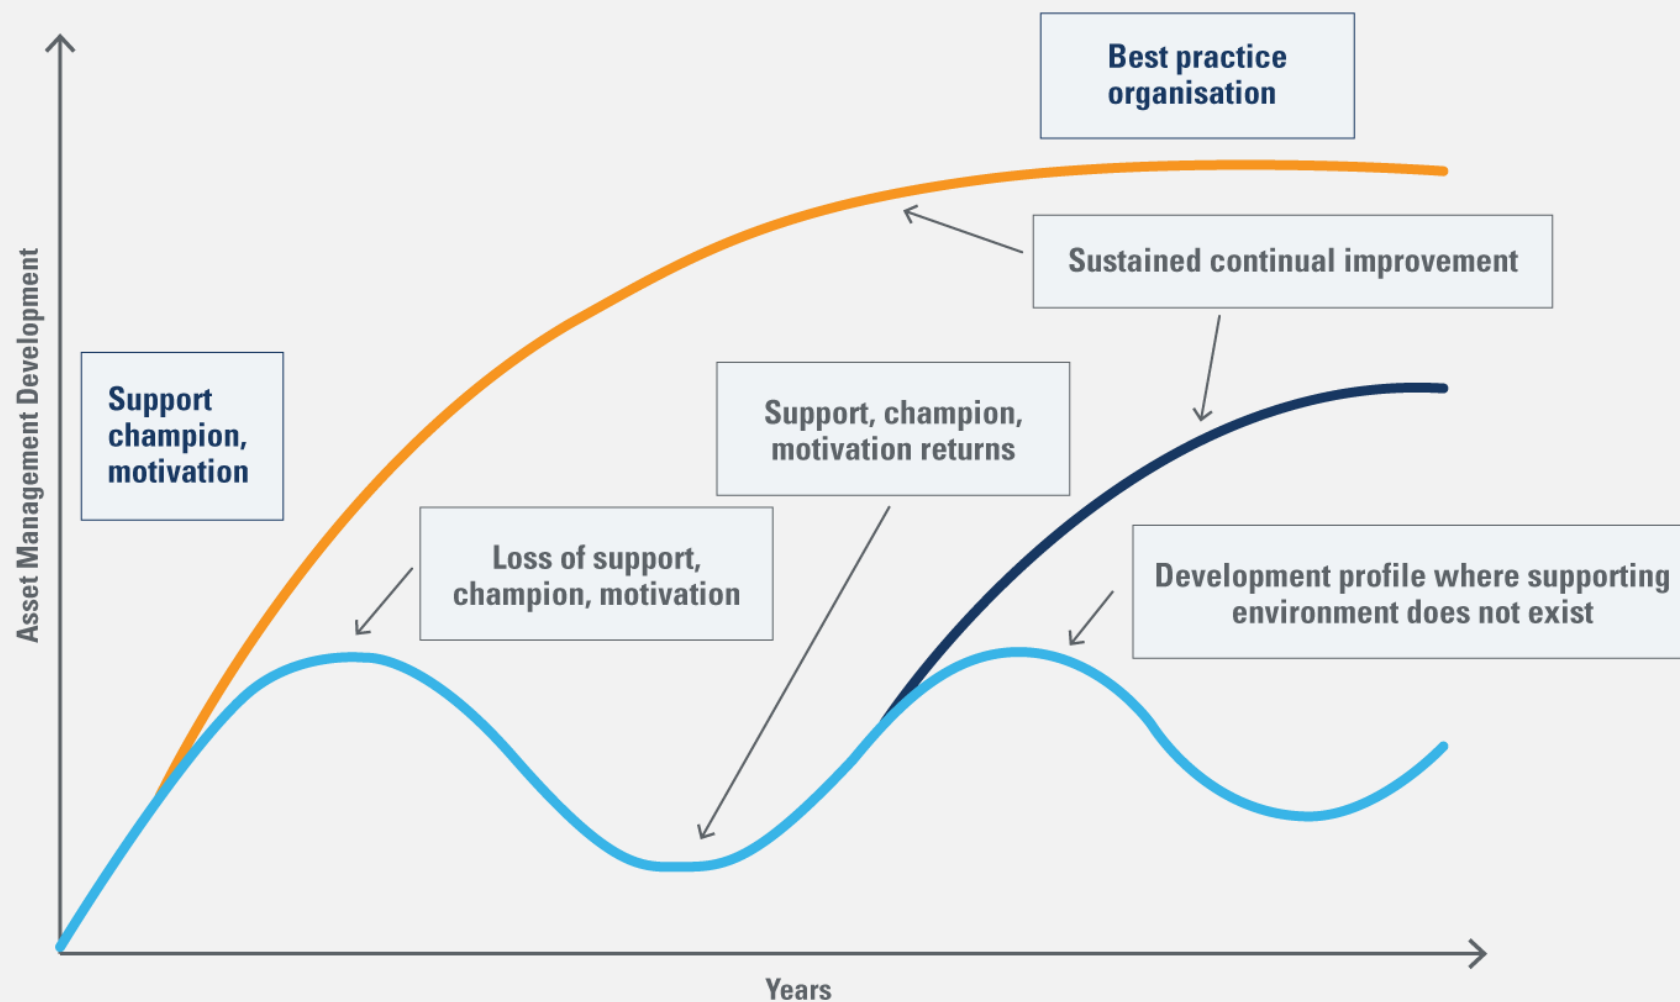 Best practice
organisation
Sustained continual improvement
Support
champion,
motivation
Support, champion,
motivation returns
Loss of support,
champion, motivation
Development profile where supporting
environment does not exist
Asset Management Development
Years